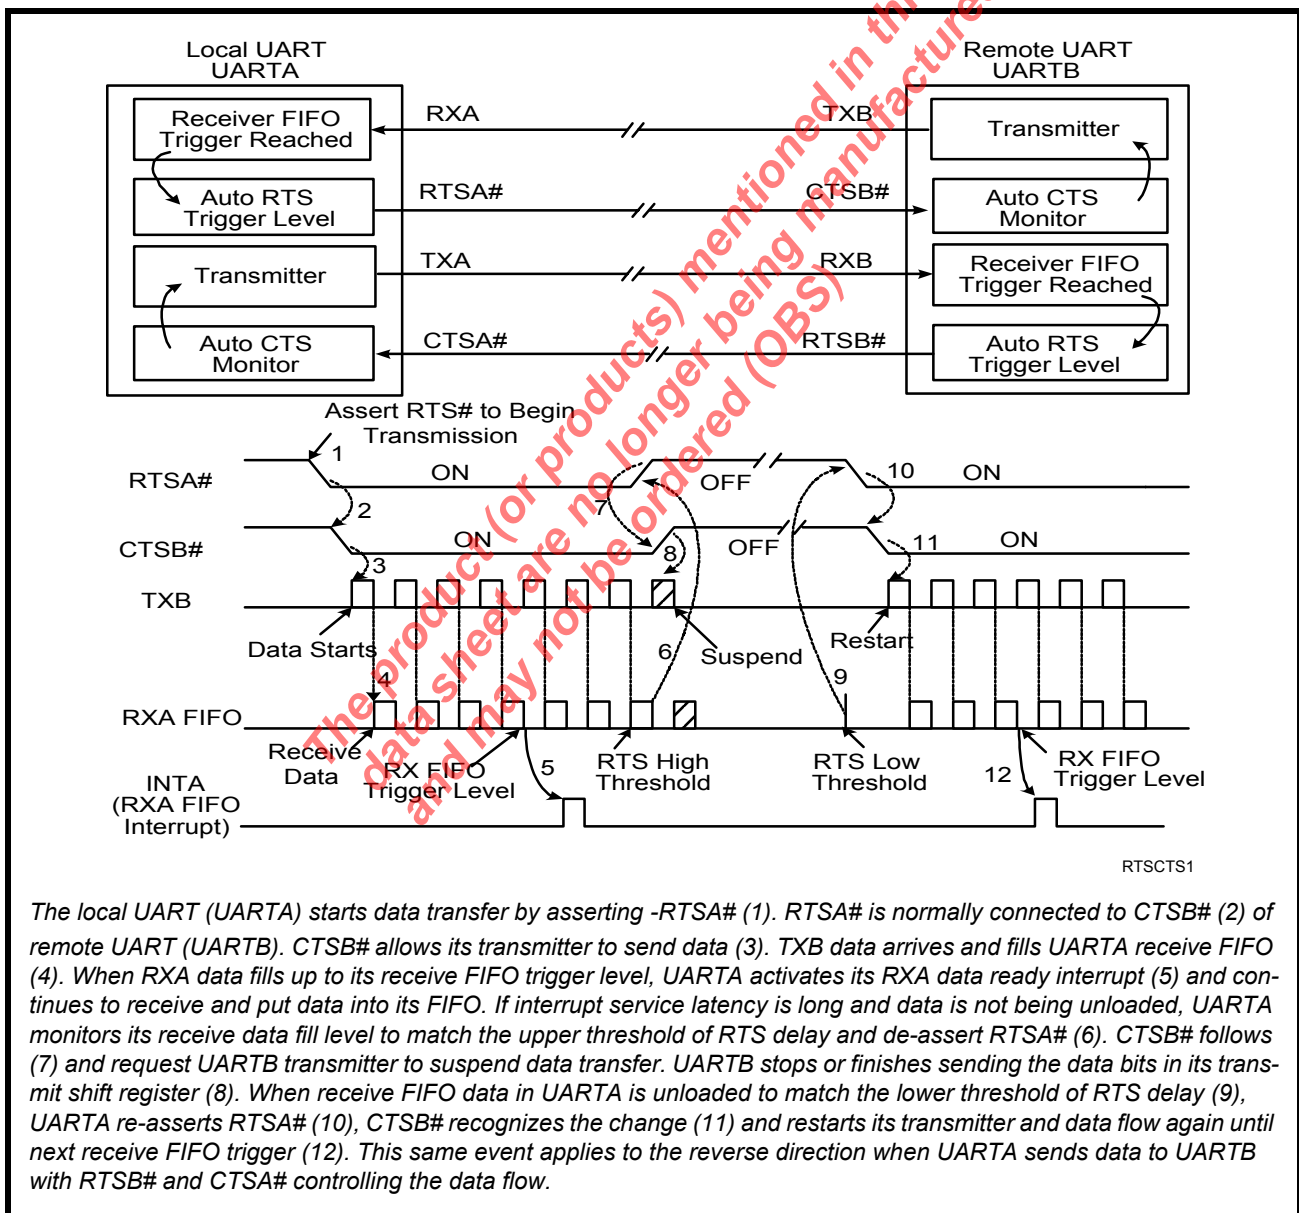 Local UART
UARTA
Remote UART
UARTB
Receiver FIFO
Trigger Reached
RXA
TXB
Transmitter
Auto RTS
Trigger Level
RTSA#
CTSB#
Auto CTS
Monitor
Transmitter
TXA
RXB
Receiver FIFO
Trigger Reached
Auto CTS
Monitor
CTSA#
RTSB#
Auto RTS
Trigger Level
Assert RTS# to Begin
Transmission
RTSA#
1
ON
7
OFF
10
ON
2
CTSB#
ON
8
OFF
11
ON
3
TXB
Data Starts
6
Suspend
Restart
4
9
RXA FIFO
Receive
Data
RX FIFO
Trigger Level
5
RTS High
Threshold
RTS Low
Threshold
12
RX FIFO
Trigger Level
INTA
(RXA FIFO
Interrupt)
RTSCTS1
The product (or products) mentioned in th
data sheet are no longer being manufacture
and may not be ordered (OBS)
The local UART (UARTA) starts data transfer by asserting -RTSA# (1). RTSA# is normally connected to CTSB# (2) of
remote UART (UARTB). CTSB# allows its transmitter to send data (3). TXB data arrives and fills UARTA receive FIFO
(4). When RXA data fills up to its receive FIFO trigger level, UARTA activates its RXA data ready interrupt (5) and con-
tinues to receive and put data into its FIFO. If interrupt service latency is long and data is not being unloaded, UARTA
monitors its receive data fill level to match the upper threshold of RTS delay and de-assert RTSA# (6). CTSB# follows
(7) and request UARTB transmitter to suspend data transfer. UARTB stops or finishes sending the data bits in its trans-
mit shift register (8). When receive FIFO data in UARTA is unloaded to match the lower threshold of RTS delay (9),
UARTA re-asserts RTSA# (10), CTSB# recognizes the change (11) and restarts its transmitter and data flow again until
next receive FIFO trigger (12). This same event applies to the reverse direction when UARTA sends data to UARTB
with RTSB# and CTSA# controlling the data flow.